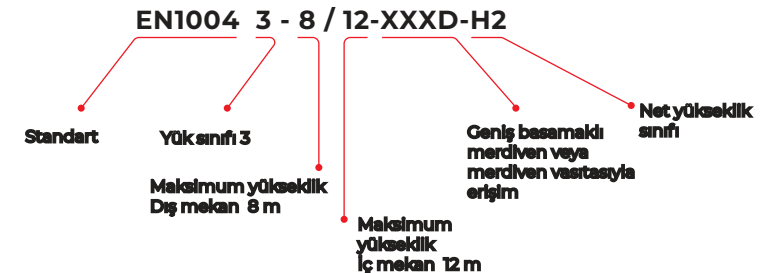 EN1004 3 - 8 / 12-XXXD-H2
Standart
Yük sınıfı 3
Maksimum yükseklik
Dış mekan 8 m
Maksimum
yükseklik
İç mekan 12 m
Geniş basamaklı
merdiven veya
merdiven vasıtasıyla
erişim
Net yükseklik
sınıfı